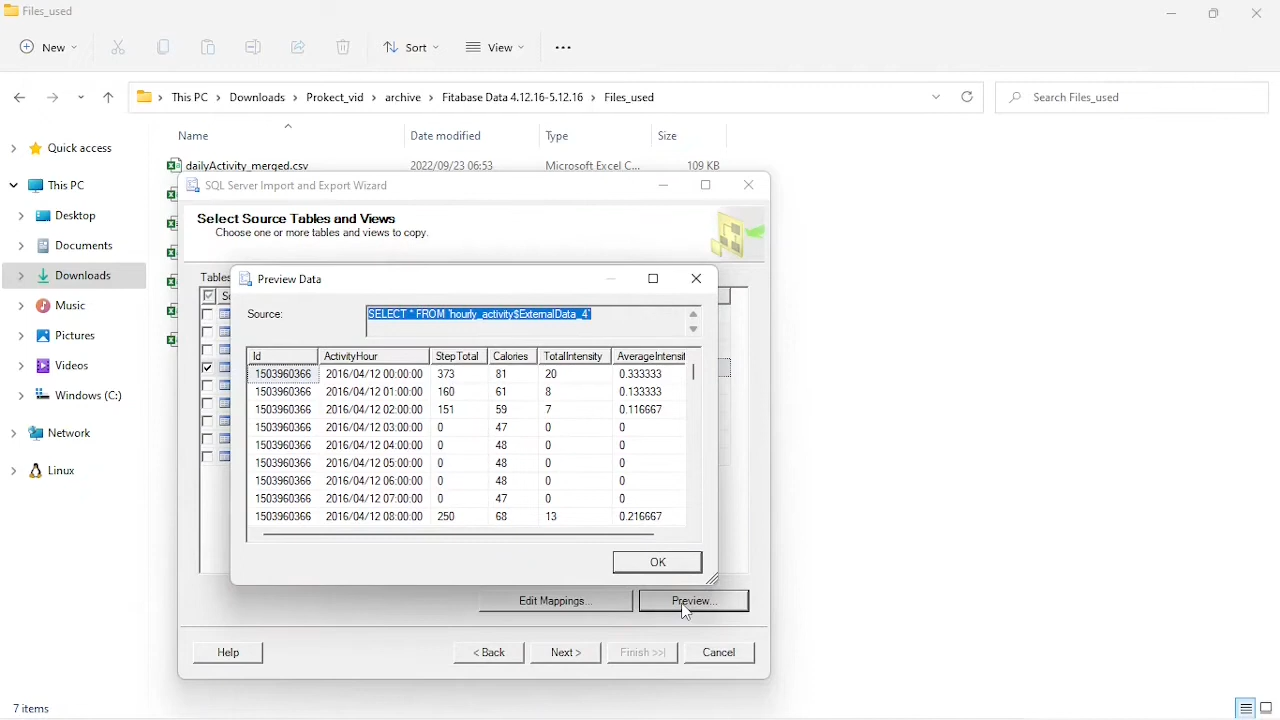 Files_used
New
Sort
View
This PC > Downloads > Prokect_vid > archive > Fitabase Data 4.12.16-5.12.16 > Files_used
Search Files_used
Name Date modified Type Size
Quick access
This PC
Desktop
Documents
Downloads
Music
Pictures
Videos
Windows (C:)
Network
Linux
dailyActivity_merged.csv 2022/09/23 06:53 Microsoft Excel C... 109 KB
SQL Server Import and Export Wizard
Select Source Tables and Views
Choose one or more tables and views to copy.
Tables
Preview Data
Source: SELECT * FROM `hourly_activity$ExternalData_4`
Id ActivityHour StepTotal Calories TotalIntensity AverageIntensit
1503960366 2016/04/12 00:00:00 373 81 20 0.333333
1503960366 2016/04/12 01:00:00 160 61 8 0.133333
1503960366 2016/04/12 02:00:00 151 59 7 0.116667
1503960366 2016/04/12 03:00:00 0 47 0 0
1503960366 2016/04/12 04:00:00 0 48 0 0
1503960366 2016/04/12 05:00:00 0 48 0 0
1503960366 2016/04/12 06:00:00 0 48 0 0
1503960366 2016/04/12 07:00:00 0 47 0 0
1503960366 2016/04/12 08:00:00 250 68 13 0.216667
OK
Edit Mappings... Preview...
Help < Back Next > Finish >>| Cancel
7 items